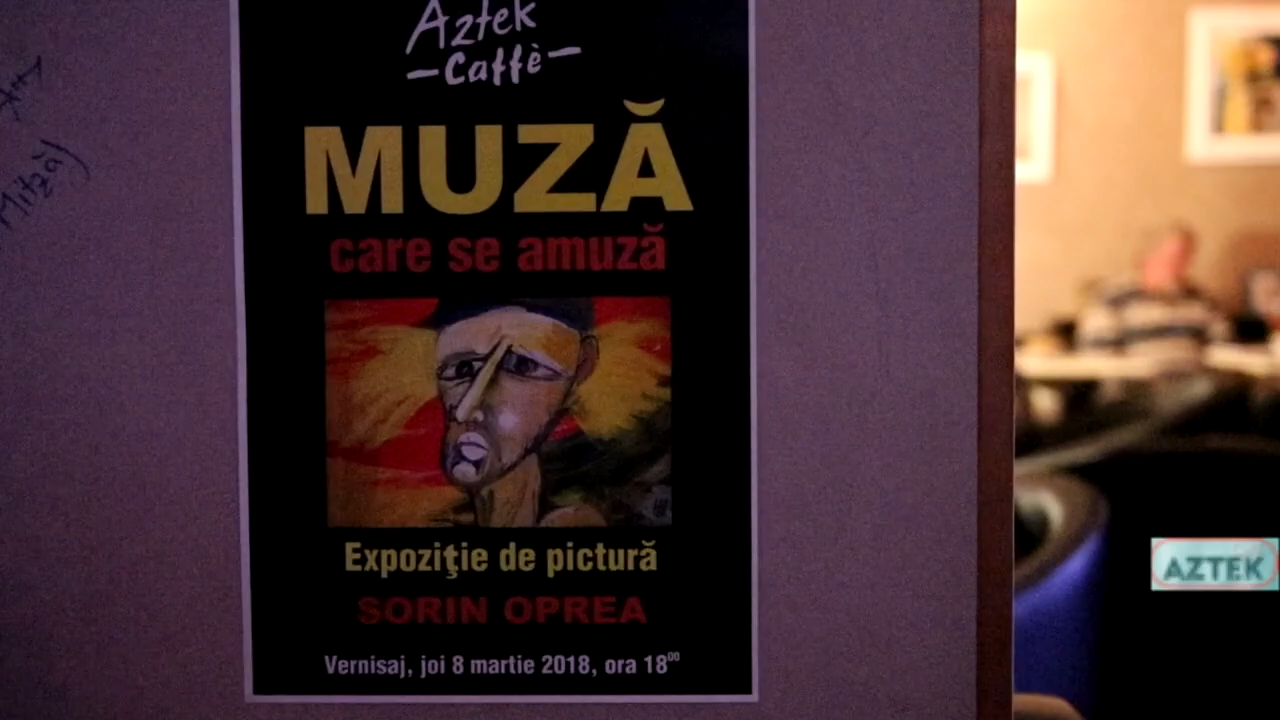 Aztek
-Caffè-
MUZĂ
care se amuză
Expoziţie de pictură
SORIN OPREA
Vernisaj, joi 8 martie 2018, ora 18⁰⁰
Mitzăj
AZTEK